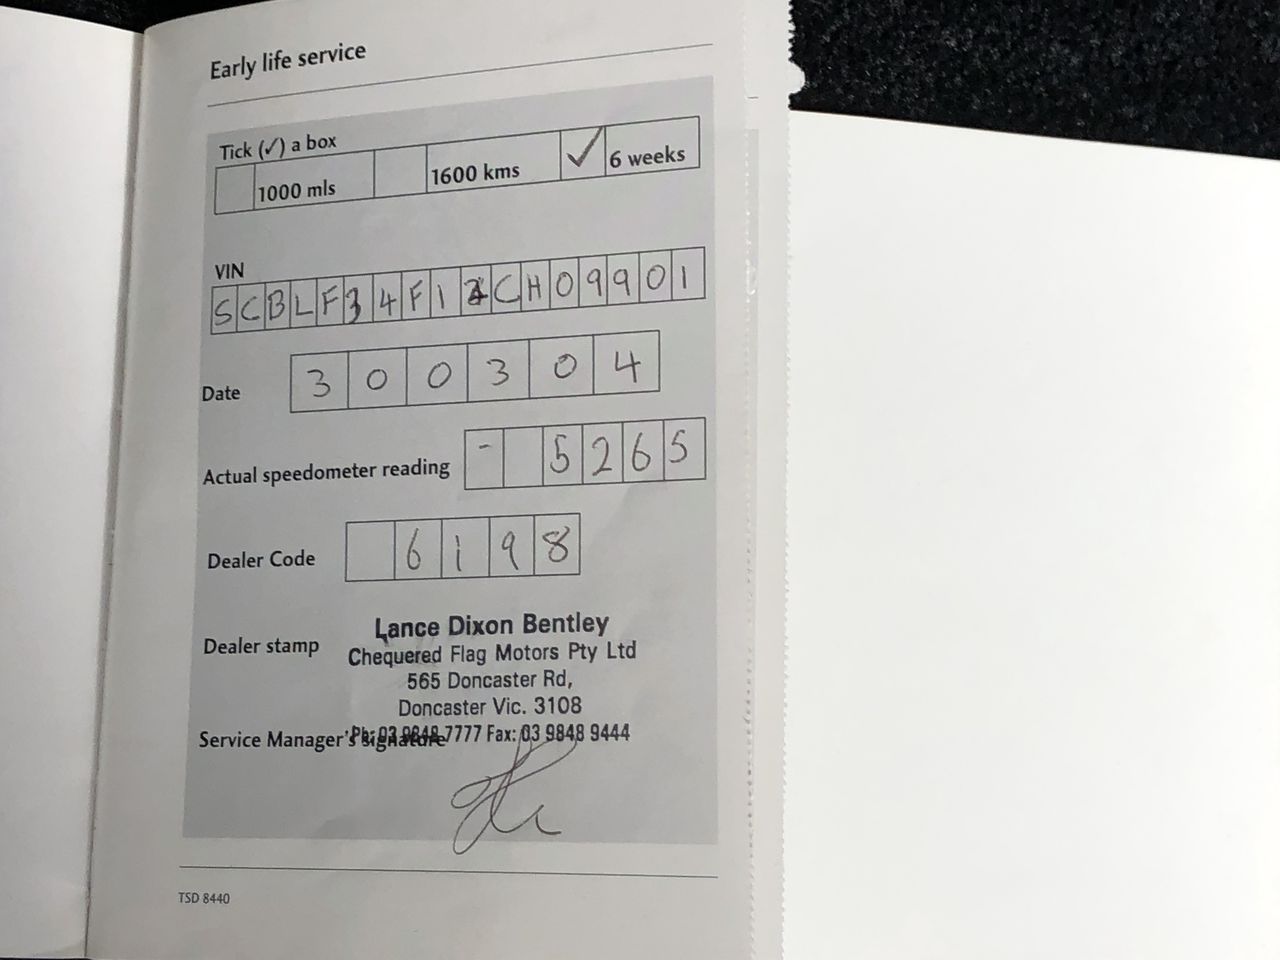 Early life service
Tick (✓) a box
1000 mls 1600 kms ✓ 6 weeks
VIN
SCBLF34F12CH09901
Date 300304
Actual speedometer reading - 5265
Dealer Code 6198
Dealer stamp
Lance Dixon Bentley
Chequered Flag Motors Pty Ltd
565 Doncaster Rd,
Doncaster Vic. 3108
Ph: 03 9848 7777 Fax: 03 9848 9444
Service Manager's signature
TSD 8440